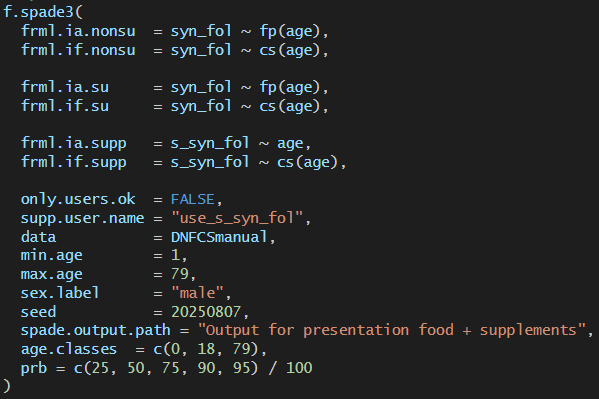 f.spade3(
  frml.ia.nonsu  = syn_fol ~ fp(age),
  frml.if.nonsu  = syn_fol ~ cs(age),

  frml.ia.su     = syn_fol ~ fp(age),
  frml.if.su     = syn_fol ~ cs(age),

  frml.ia.supp   = s_syn_fol ~ age,
  frml.if.supp   = s_syn_fol ~ cs(age),

  only.users.ok  = FALSE,
  supp.user.name = "use_s_syn_fol",
  data           = DNFCSmanual,
  min.age        = 1,
  max.age        = 79,
  sex.label      = "male",
  seed           = 20250807,
  spade.output.path = "Output for presentation food + supplements",
  age.classes  = c(0, 18, 79),
  prb = c(25, 50, 75, 90, 95) / 100
)